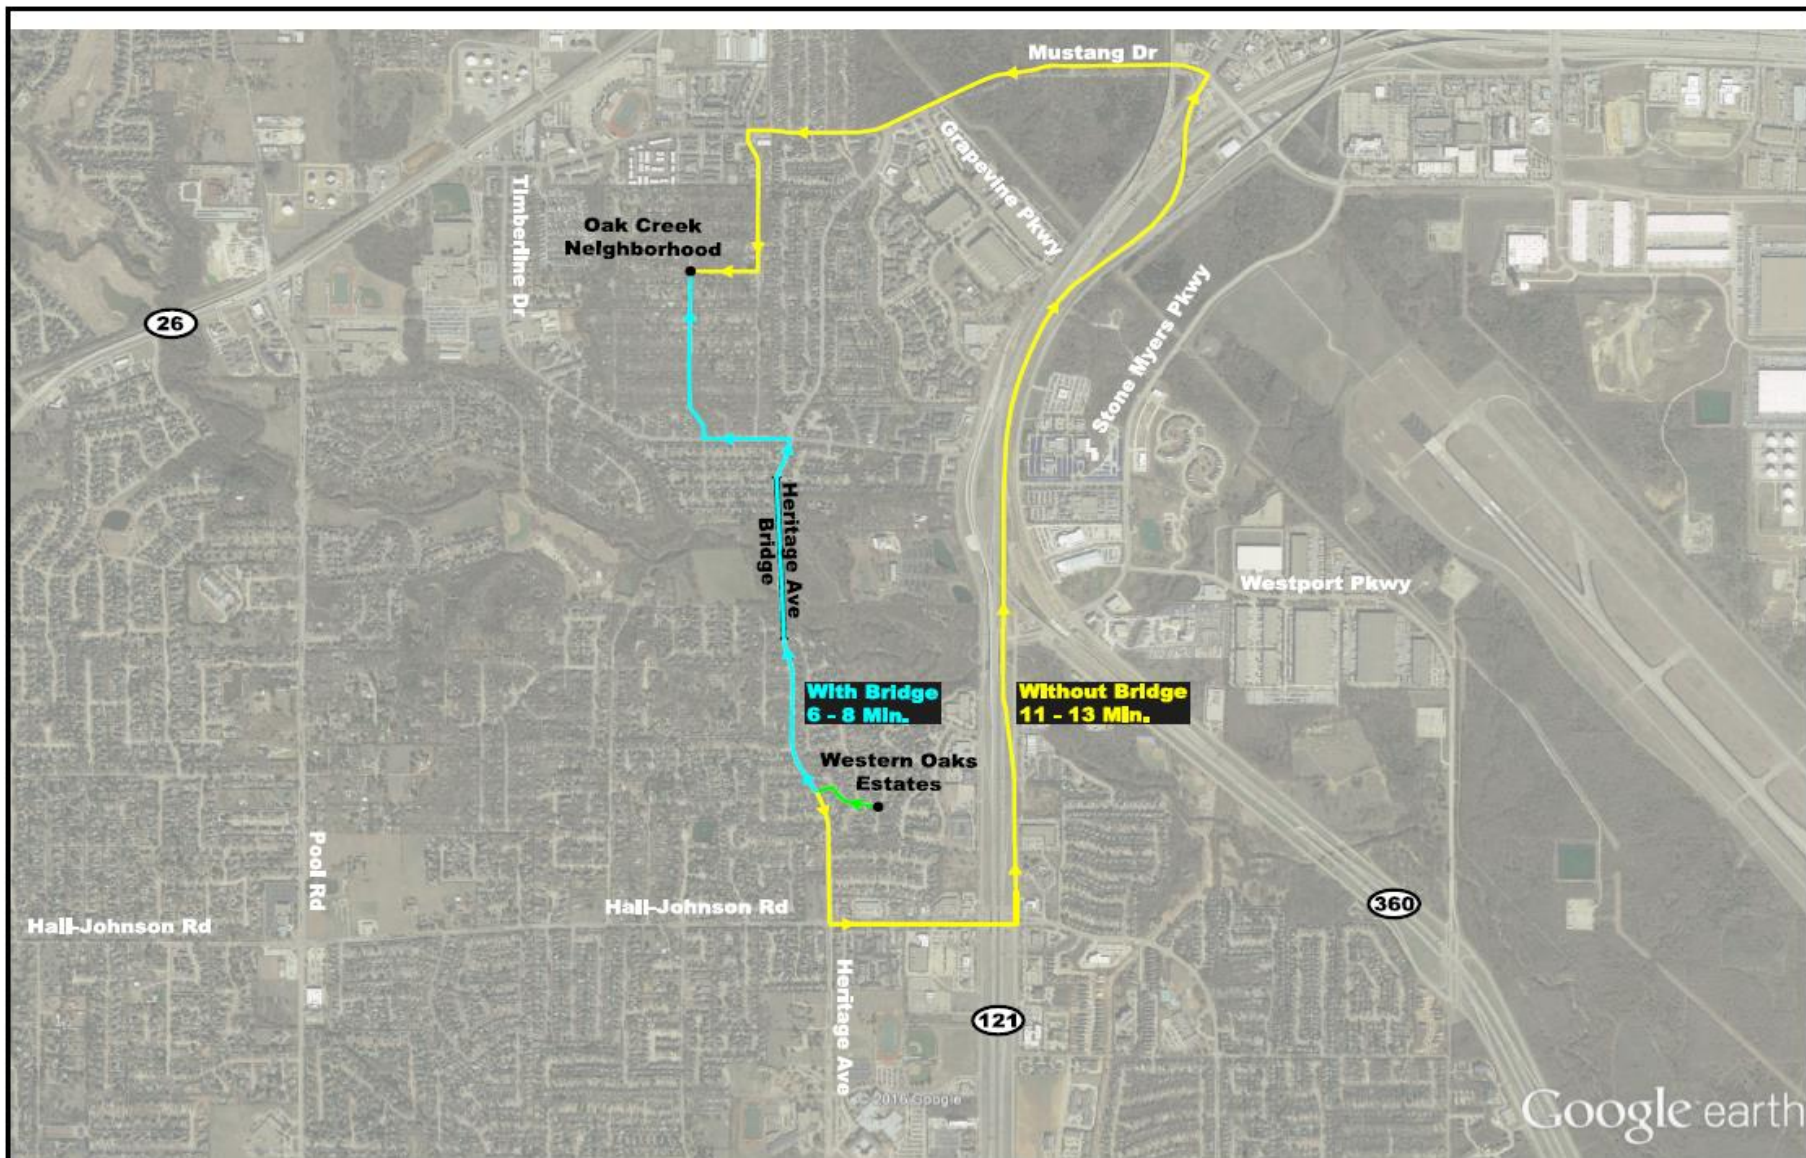 Mustang Dr
Grapevine Pkwy
Timberline Dr
Oak Creek
Neighborhood
26
Stone Myers Pkwy
Heritage Ave
Bridge
Westport Pkwy
With Bridge
6 - 8 Min.
Without Bridge
11 - 13 Min.
Western Oaks
Estates
Pool Rd
Hall-Johnson Rd
Hall-Johnson Rd
360
Heritage Ave
121
© 2016 Google
Google earth